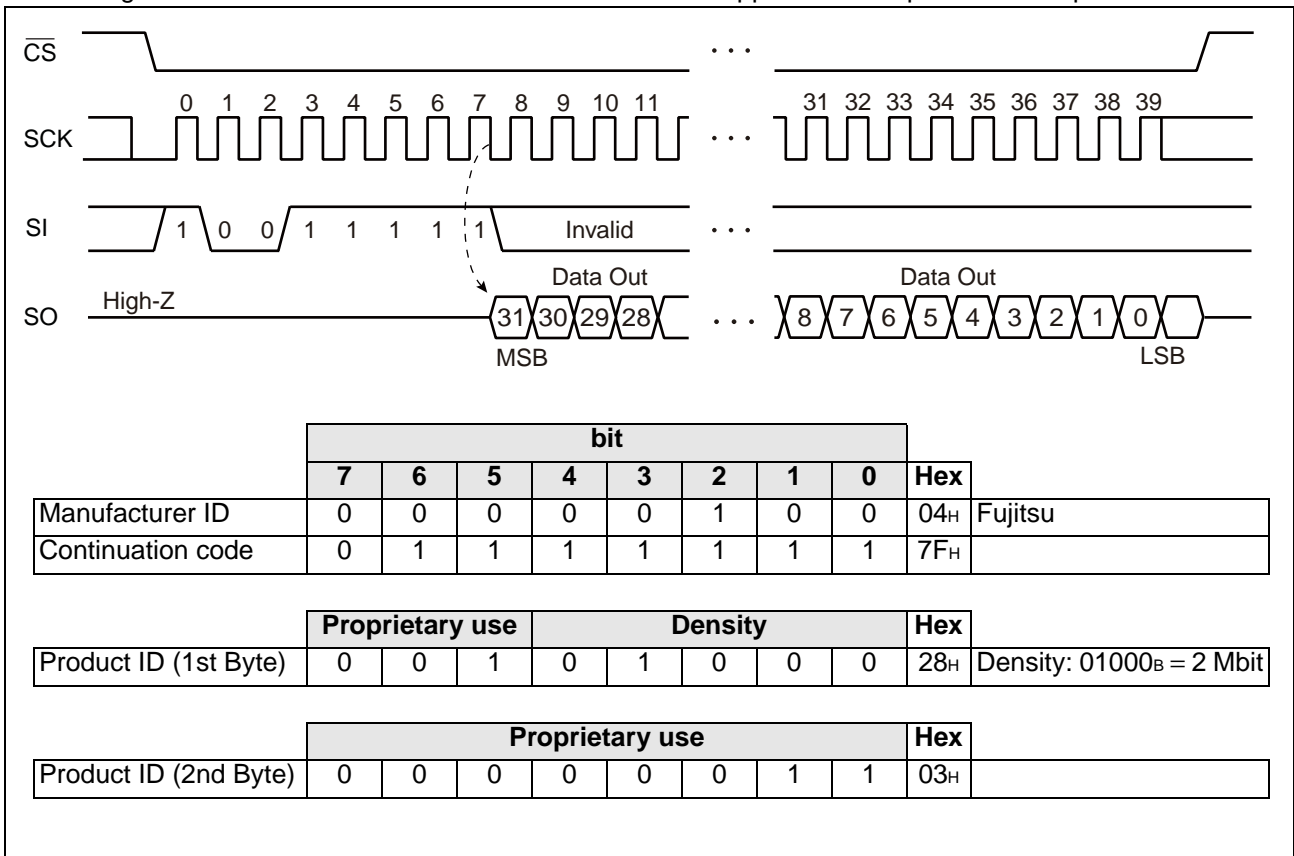 CS
0 1 2 3 4 5 6 7 8 9 10 11 31 32 33 34 35 36 37 38 39
SCK
SI 1 0 0 1 1 1 1 1 Invalid
Data Out Data Out
High-Z
SO 31 30 29 28 8 7 6 5 4 3 2 1 0
MSB LSB
bit
7 6 5 4 3 2 1 0 Hex
Manufacturer ID 0 0 0 0 0 1 0 0 04H Fujitsu
Continuation code 0 1 1 1 1 1 1 1 7FH
Proprietary use Density Hex
Product ID (1st Byte) 0 0 1 0 1 0 0 0 28H Density: 01000B = 2 Mbit
Proprietary use Hex
Product ID (2nd Byte) 0 0 0 0 0 0 1 1 03H